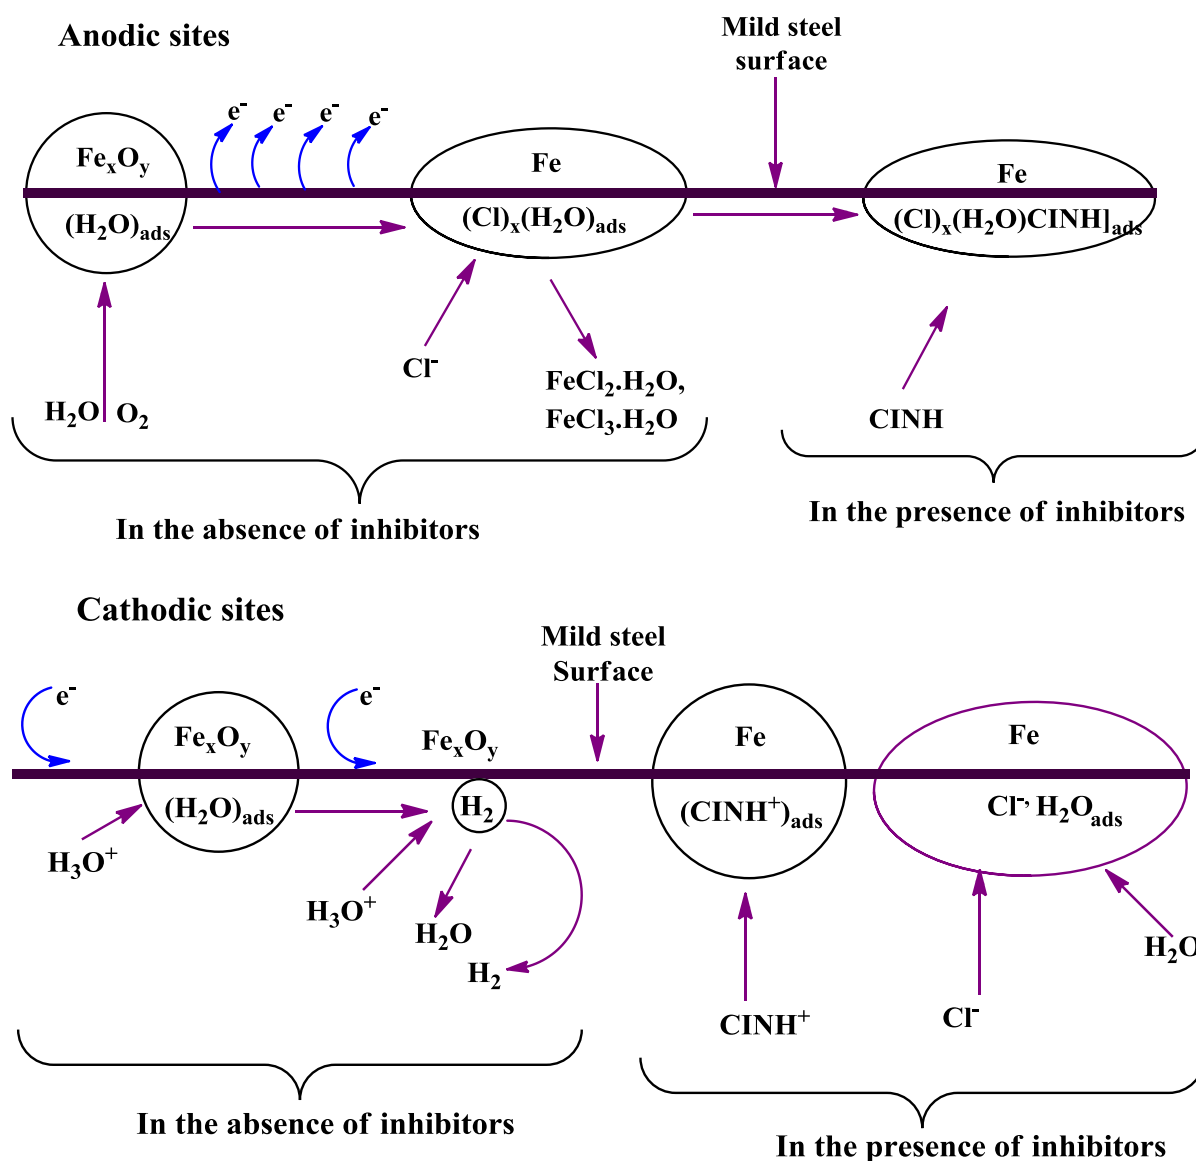 Anodic sites
Mild steel
surface
e⁻ e⁻ e⁻ e⁻
FeₓOᵧ
Fe
Fe
(H₂O)ads
(Cl)ₓ(H₂O)ads
(Cl)ₓ(H₂O)CINH]ads
Cl⁻
H₂O O₂
FeCl₂.H₂O,
FeCl₃.H₂O
CINH
In the absence of inhibitors
In the presence of inhibitors
Cathodic sites
Mild steel
Surface
e⁻
e⁻
FeₓOᵧ
FeₓOᵧ
Fe
Fe
(H₂O)ads
H₂
(CINH⁺)ads
Cl⁻, H₂Oads
H₃O⁺
H₃O⁺
H₂O
H₂
H₂O
CINH⁺
Cl⁻
In the absence of inhibitors
In the presence of inhibitors